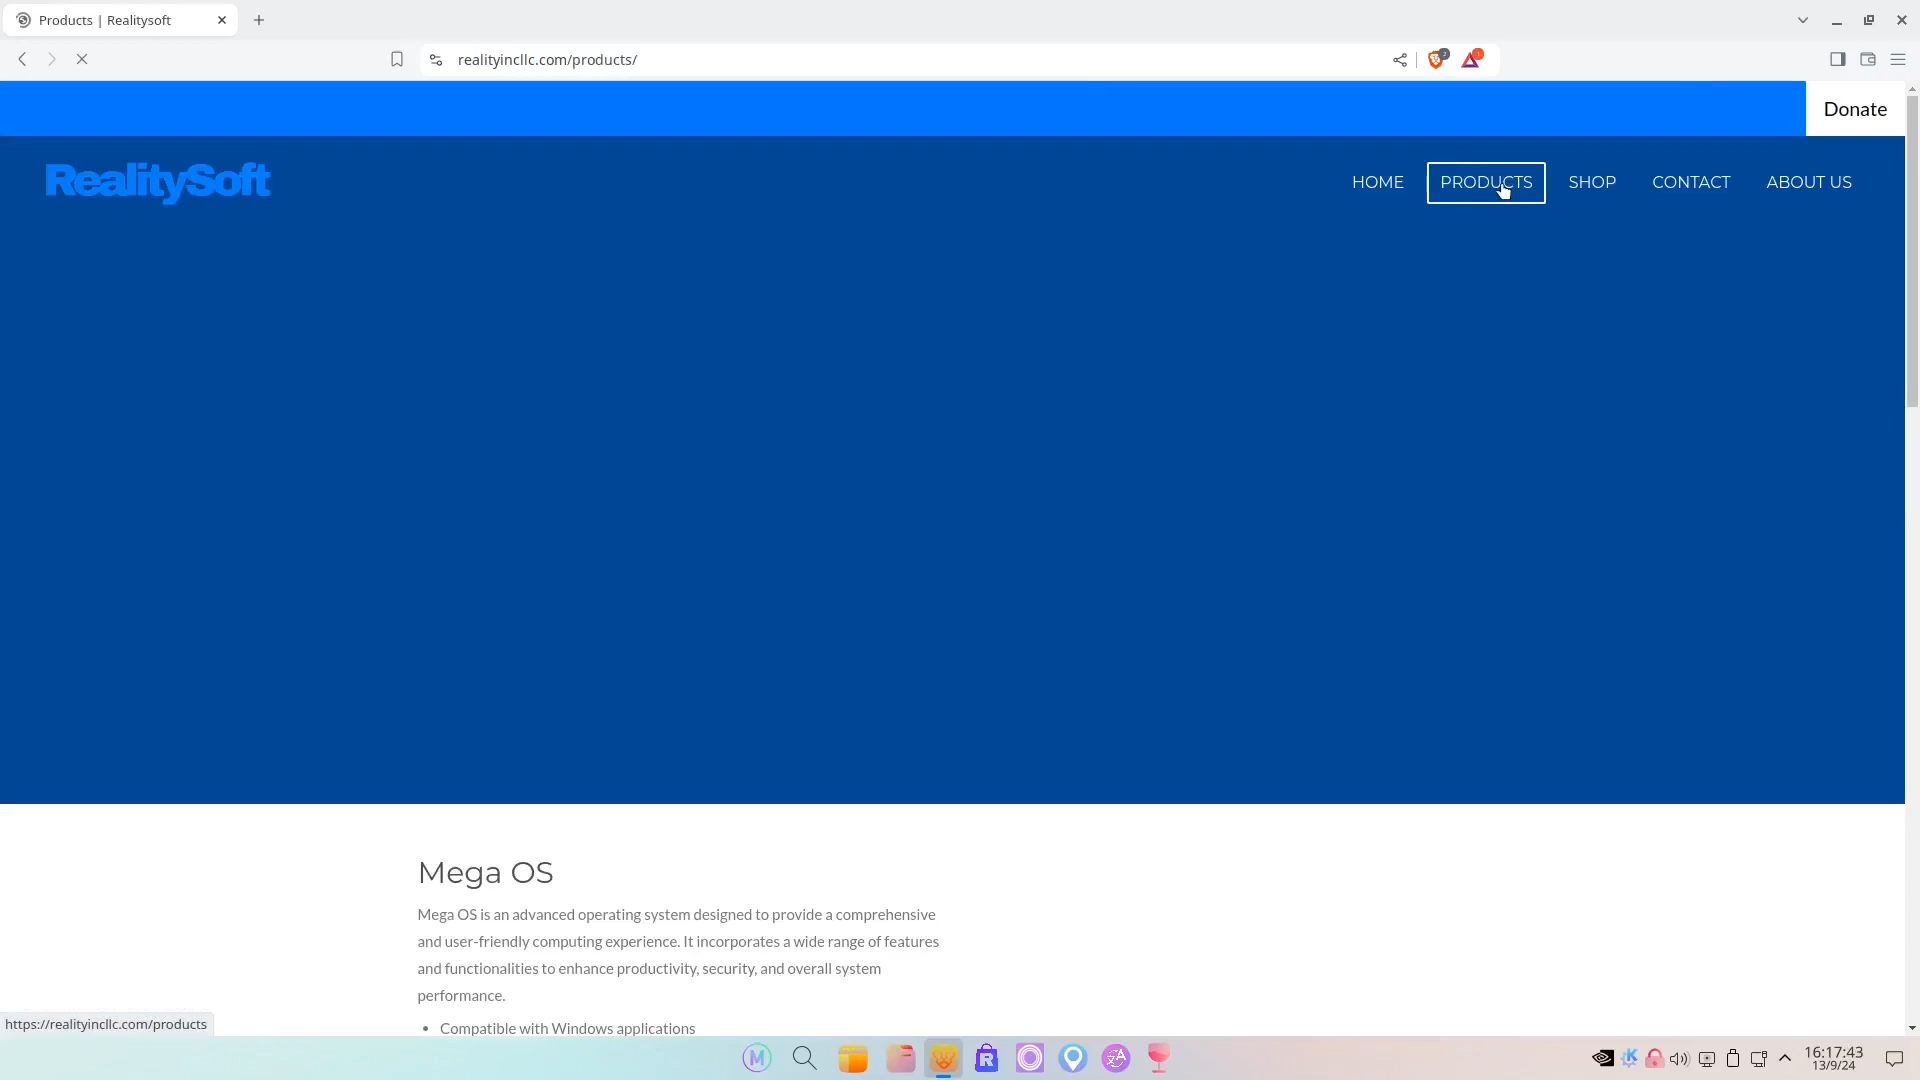 Products | Realitysoft
realityincllc.com/products/
2
1
Donate
RealitySoft
HOME PRODUCTS SHOP CONTACT ABOUT US
Mega OS
Mega OS is an advanced operating system designed to provide a comprehensive
and user-friendly computing experience. It incorporates a wide range of features
and functionalities to enhance productivity, security, and overall system
performance.
• Compatible with Windows applications
https://realityincllc.com/products
M
R
K
16:17:43
13/9/24